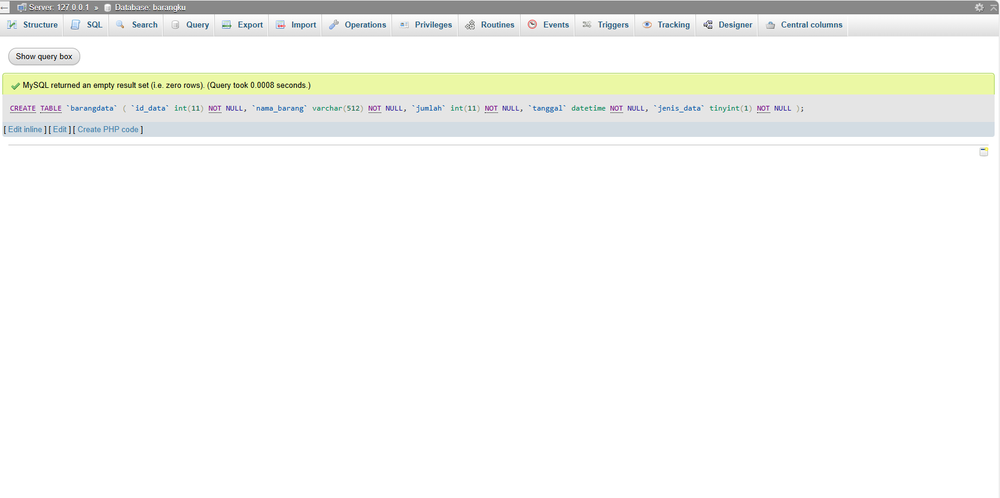 Server: 127.0.0.1 » Database: barangku
Structure SQL Search Query Export Import Operations Privileges Routines Events Triggers Tracking Designer Central columns
Show query box
MySQL returned an empty result set (i.e. zero rows). (Query took 0.0008 seconds.)
CREATE TABLE `barangdata` ( `id_data` int(11) NOT NULL, `nama_barang` varchar(512) NOT NULL, `jumlah` int(11) NOT NULL, `tanggal` datetime NOT NULL, `jenis_data` tinyint(1) NOT NULL );
[ Edit inline ] [ Edit ] [ Create PHP code ]